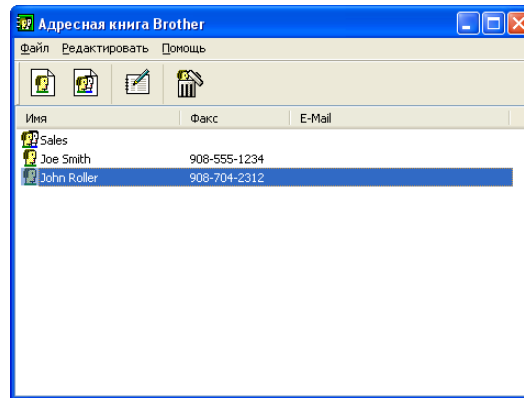 Адресная книга Brother
Файл Редактировать Помощь
Имя Факс E-Mail
Sales
Joe Smith 908-555-1234
John Roller 908-704-2312